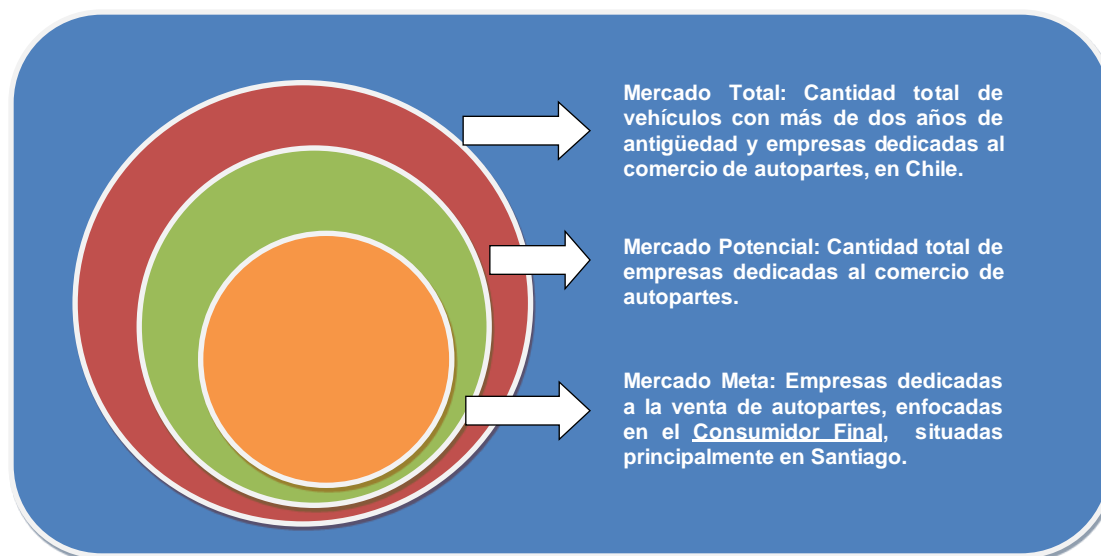 Mercado Total: Cantidad total de
vehículos con más de dos años de
antigüedad y empresas dedicadas al
comercio de autopartes, en Chile.
Mercado Potencial: Cantidad total de
empresas dedicadas al comercio de
autopartes.
Mercado Meta: Empresas dedicadas
a la venta de autopartes, enfocadas
en el Consumidor Final, situadas
principalmente en Santiago.